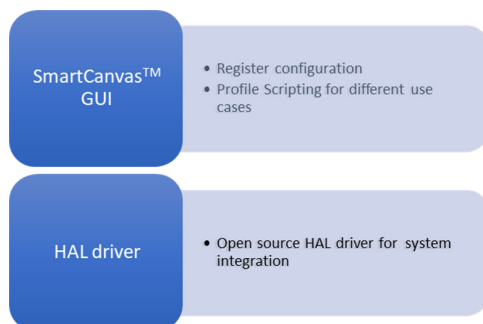 SmartCanvas™
GUI
• Register configuration
• Profile Scripting for different use
cases
HAL driver
• Open source HAL driver for system
integration